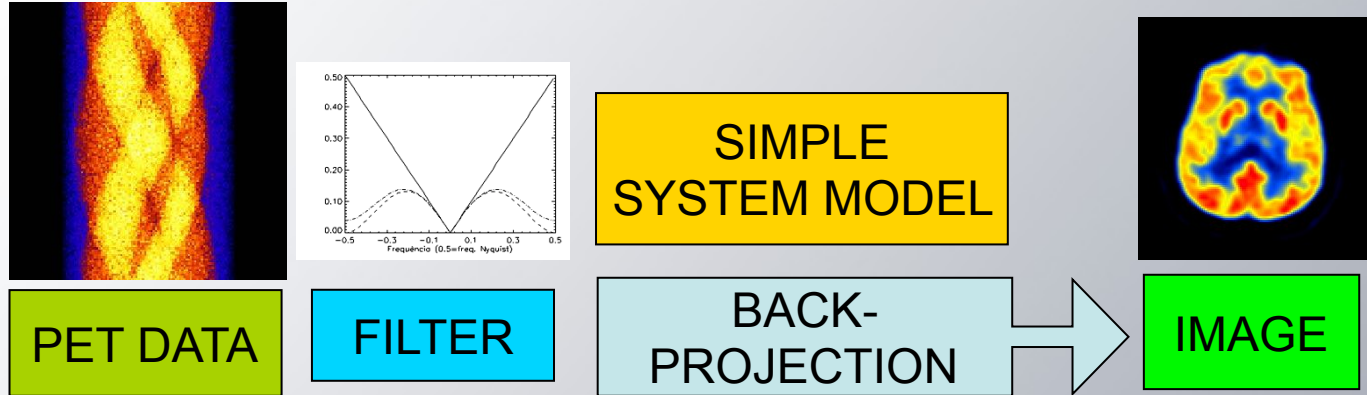 0.50
0.40
0.30
0.20
0.10
0.00
-0.5 -0.3 -0.1 0.1 0.3 0.5
Frequência (0.5=freq. Nyquist)
SIMPLE
SYSTEM MODEL
PET DATA
FILTER
BACK-
PROJECTION
IMAGE